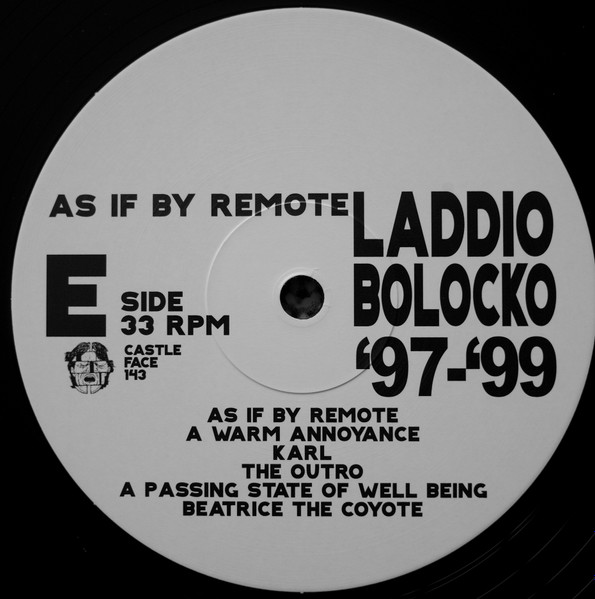 AS IF BY REMOTE
LADDIO
BOLOCKO
‘97-‘99
E SIDE
33 RPM
CASTLE
FACE
143
AS IF BY REMOTE
A WARM ANNOYANCE
KARL
THE OUTRO
A PASSING STATE OF WELL BEING
BEATRICE THE COYOTE